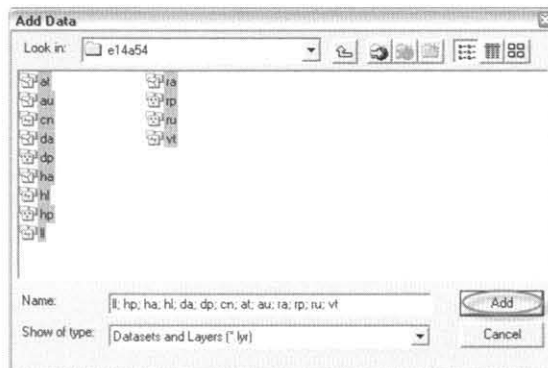 Add Data
Look in: e14a54
at
au
cn
da
dp
ha
hl
hp
ll
ra
rp
ru
vt
Name: ll; hp; ha; hl; da; dp; cn; at; au; ra; rp; ru; vt
Add
Show of type: Datasets and Layers (*.lyr)
Cancel